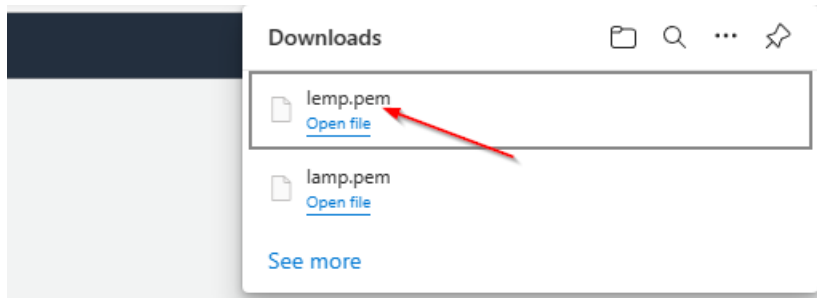 Downloads
lemp.pem
Open file
lamp.pem
Open file
See more